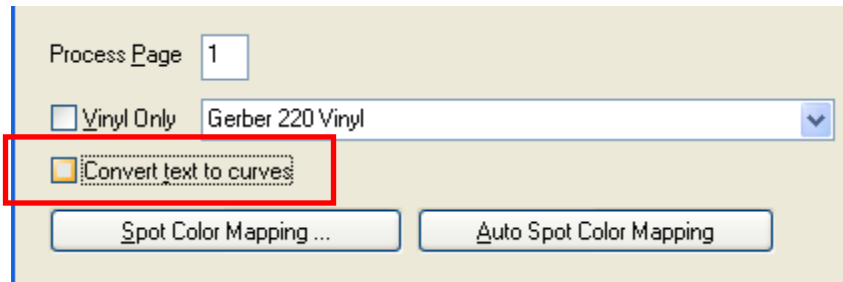 Process Page 1
Vinyl Only Gerber 220 Vinyl
Convert text to curves
Spot Color Mapping ... Auto Spot Color Mapping